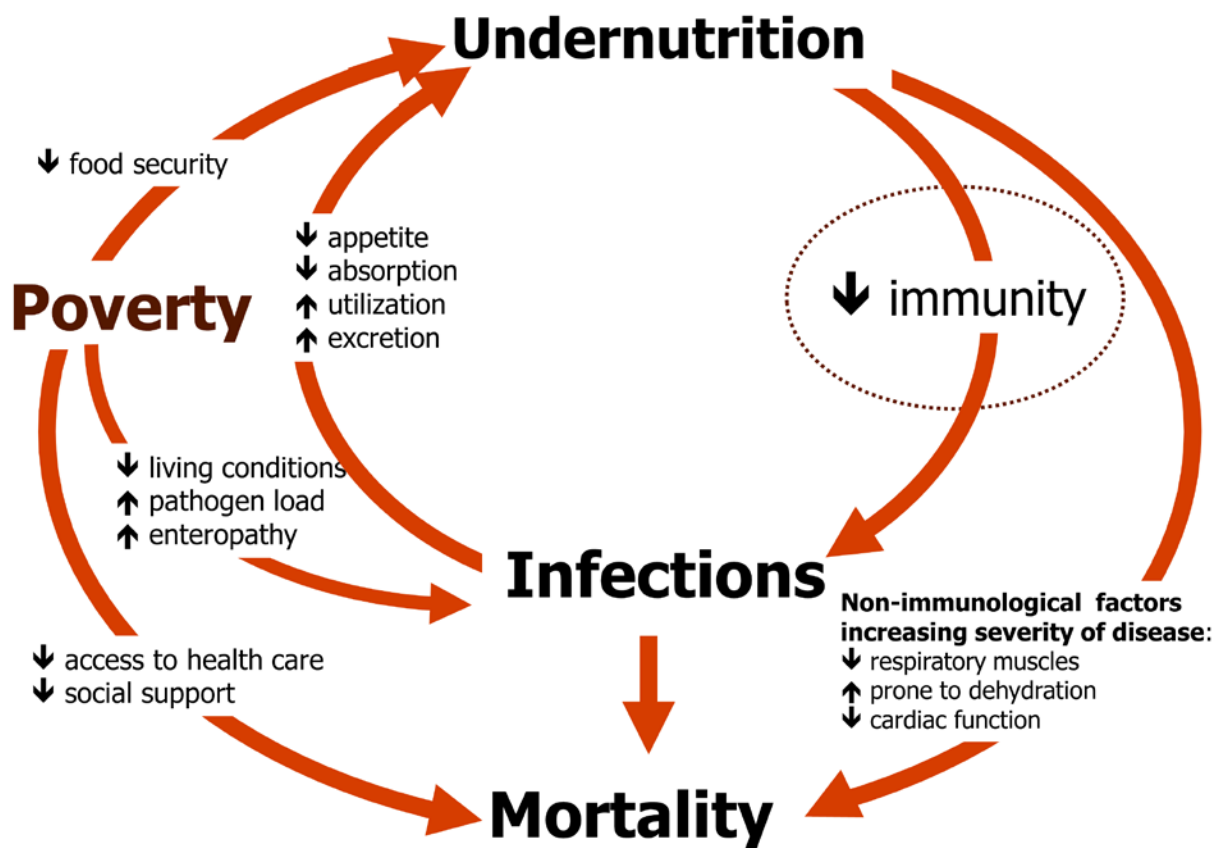 Undernutrition
↓ food security
↓ appetite
↓ absorption
↑ utilization
↑ excretion
Poverty
↓ immunity
↓ living conditions
↑ pathogen load
↑ enteropathy
Infections
Non-immunological factors
increasing severity of disease:
↓ respiratory muscles
↑ prone to dehydration
↓ cardiac function
↓ access to health care
↓ social support
Mortality